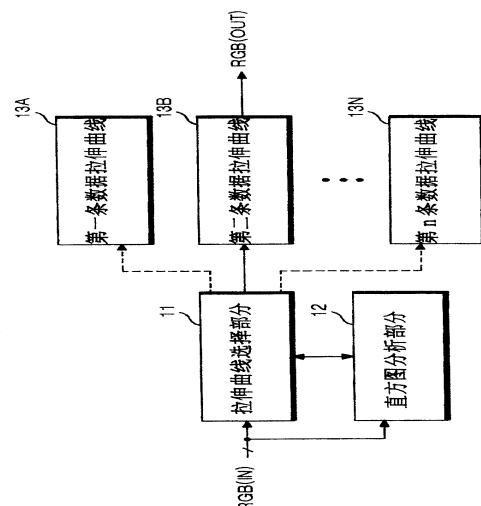 13A
第一条数据拉伸曲线
13B
第二条数据拉伸曲线
RGB(OUT)
13N
第 n 条数据拉伸曲线
11
拉伸曲线选择部分
12
直方图分析部分
RGB(IN)